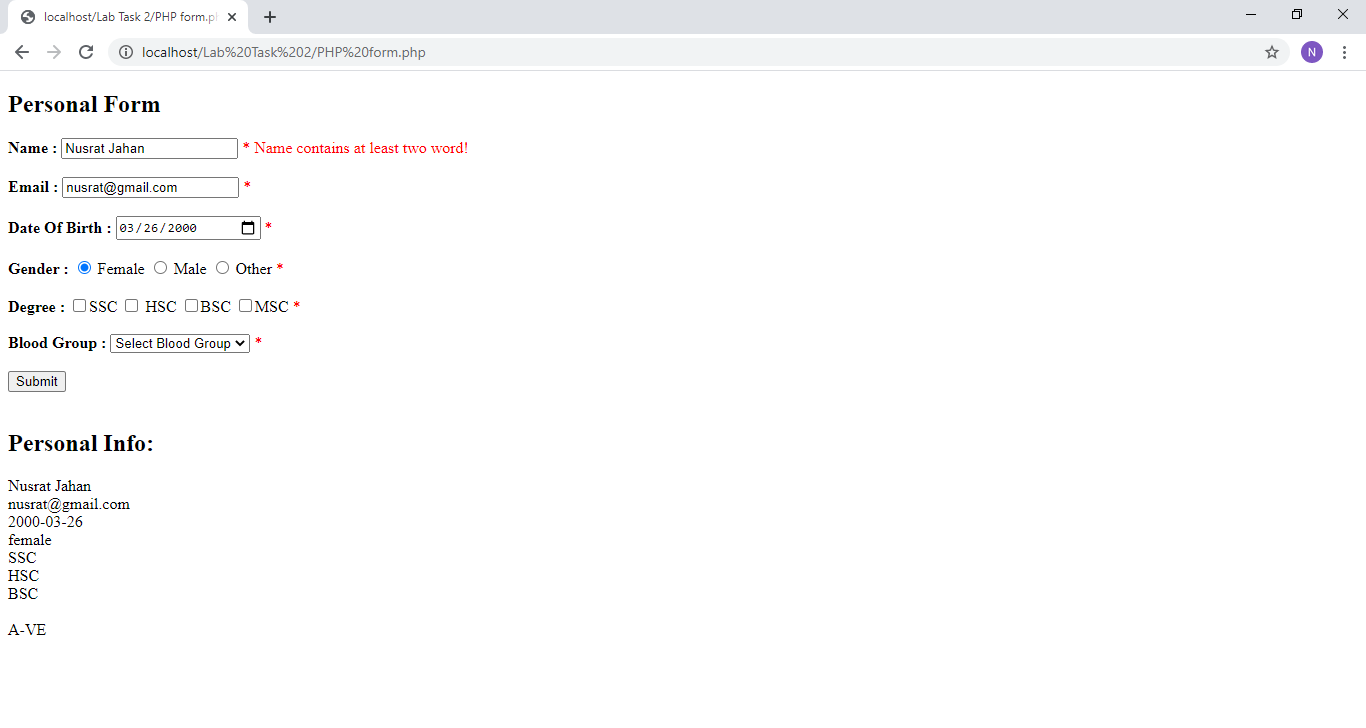 localhost/Lab Task 2/PHP form.p
localhost/Lab%20Task%202/PHP%20form.php
N
Personal Form
Name : Nusrat Jahan * Name contains at least two word!
Email : nusrat@gmail.com *
Date Of Birth : 03/26/2000 *
Gender : Female Male Other *
Degree : SSC HSC BSC MSC *
Blood Group : Select Blood Group *
Submit
Personal Info:
Nusrat Jahan
nusrat@gmail.com
2000-03-26
female
SSC
HSC
BSC
A-VE